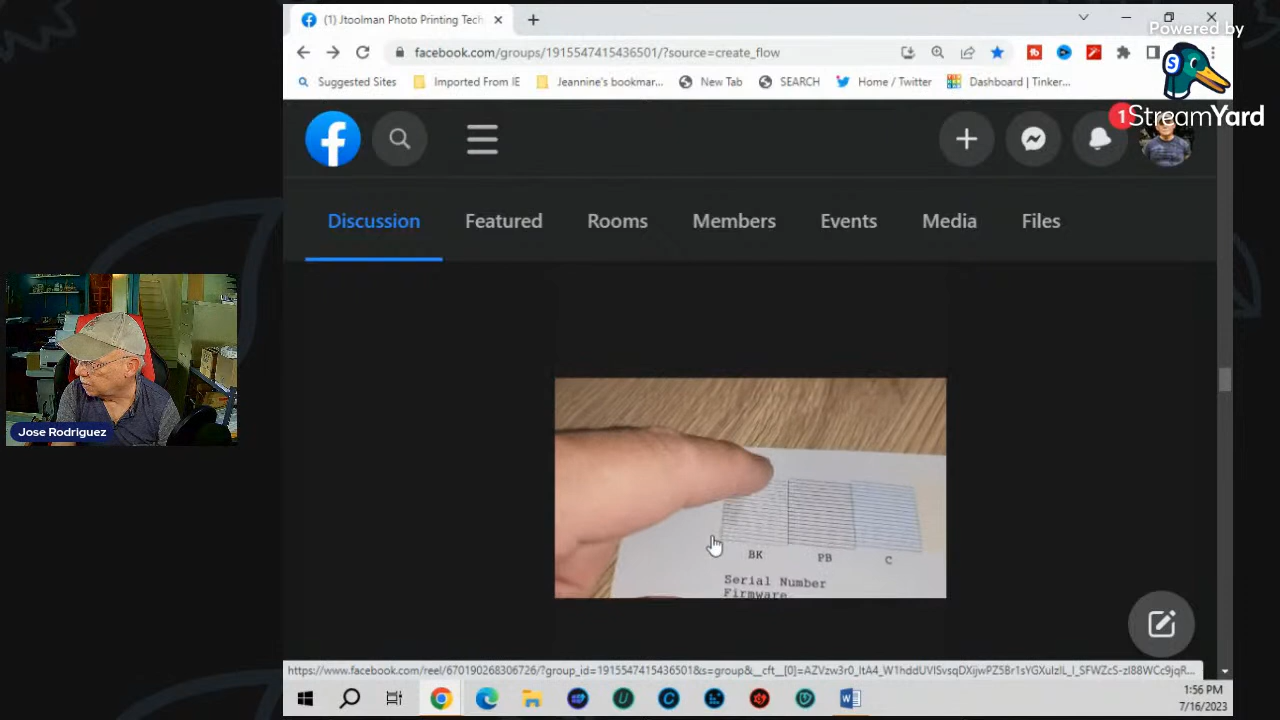 (1) Jtoolman Photo Printing Tech
Powered by
facebook.com/groups/1915547415436501/?source=create_flow
Suggested Sites
Imported From IE
Jeannine's bookmar...
New Tab
SEARCH
Home / Twitter
Dashboard | Tinker...
1
StreamYard
Discussion
Featured
Rooms
Members
Events
Media
Files
Jose Rodriguez
BK
PB
C
Serial Number
Firmware
1:56 PM
7/16/2023